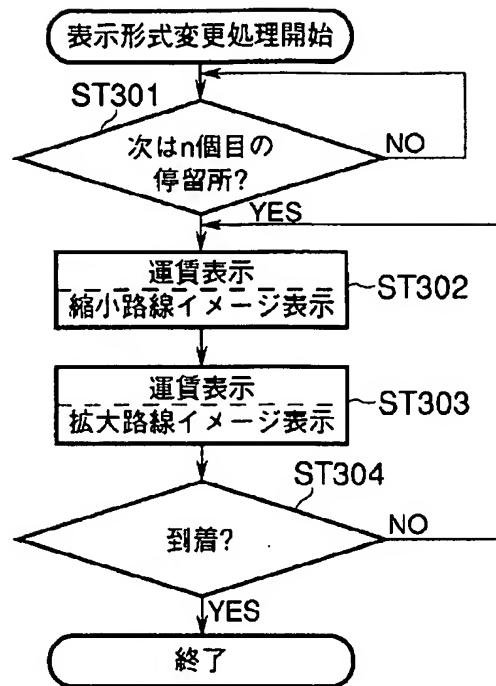 表示形式変更処理開始
ST301
次はn個目の
停留所?
NO
YES
運賃表示
縮小路線イメージ表示
ST302
運賃表示
拡大路線イメージ表示
ST303
ST304
到着?
NO
YES
終了